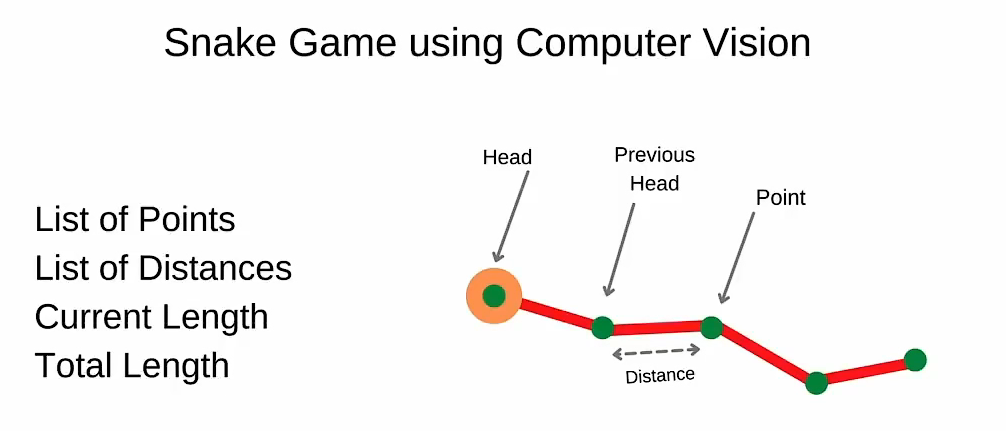 Snake Game using Computer Vision
Head
Previous
Head
Point
List of Points
List of Distances
Current Length
Total Length
Distance